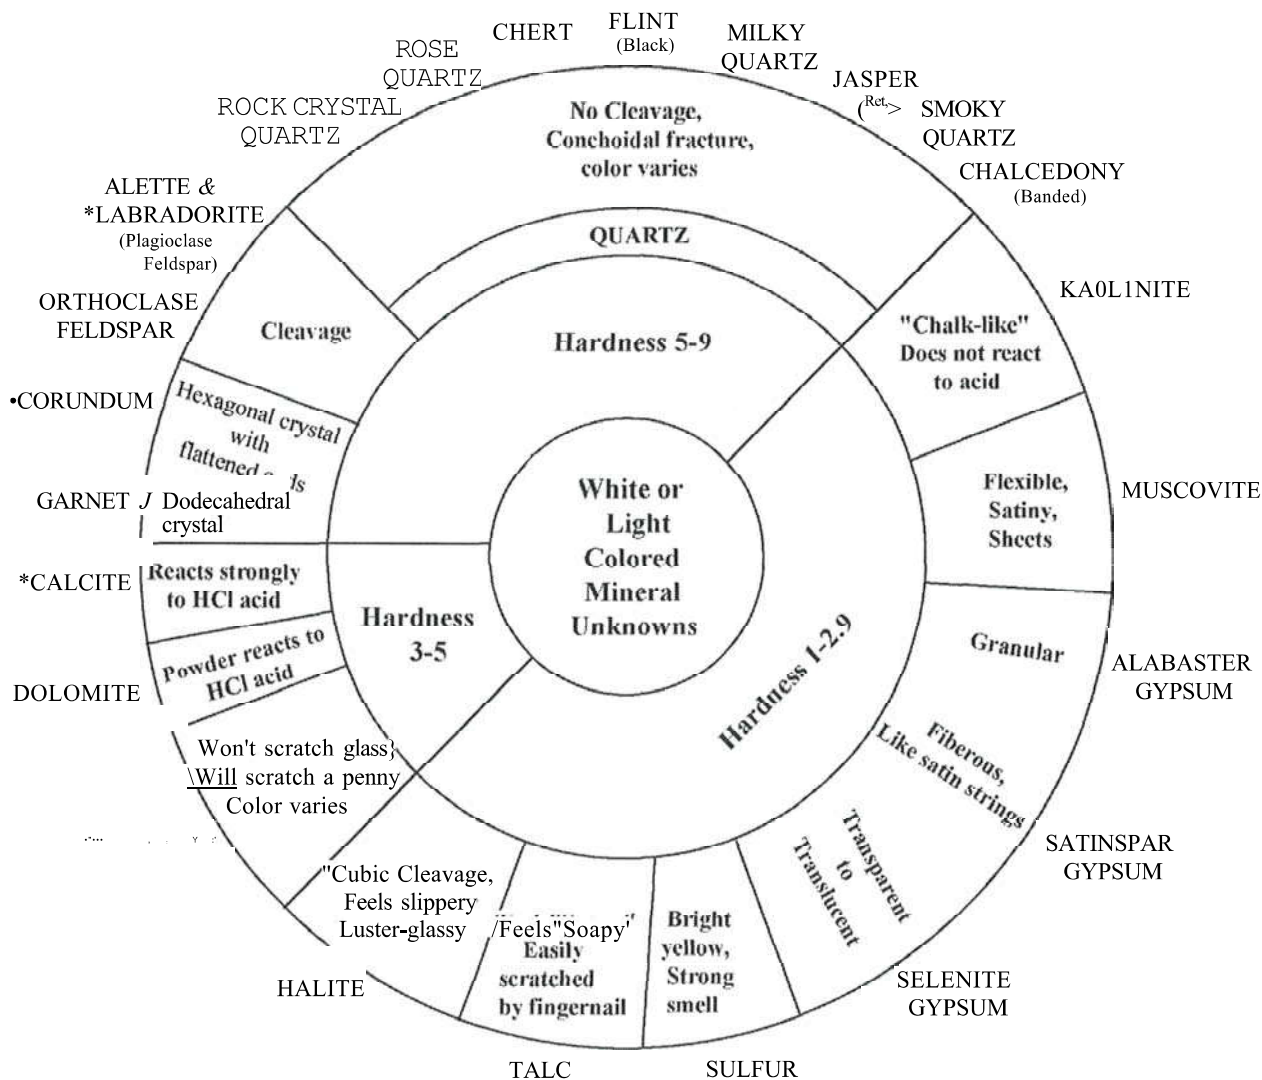 FLINT
(Black)
CHERT
MILKY
QUARTZ
ROSE
QUARTZ
JASPER
(Ret,>
ROCK CRYSTAL
QUARTZ
SMOKY
QUARTZ
CHALCEDONY
(Banded)
No Cleavage,
Conchoidal fracture,
color varies
ALETTE &
*LABRADORITE
(Plagioclase
Feldspar)
QUARTZ
KA0L1NITE
ORTHOCLASE
FELDSPAR
Cleavage
Hardness 5-9
"Chalk-like"
Does not react
to acid
•CORUNDUM
Hexagonal crystal
with
flattened
ds
GARNET J Dodecahedral
crystal
White or
Light
Colored
Mineral
Unknowns
Flexible,
Satiny,
Sheets
MUSCOVITE
*CALCITE
Reacts strongly
to HCl acid
Hardness
3-5
Hardness 1-2.9
Granular
ALABASTER
GYPSUM
DOLOMITE
Powder reacts to
HCl acid
Won't scratch glass}
\Will scratch a penny
Color varies
Fiberous,
Like satin strings
SATINSPAR
GYPSUM
Transparent
to
Translucent
SELENITE
GYPSUM
"Cubic Cleavage,
Feels slippery
Luster-glassy
HALITE
/Feels"Soapy'
Easily
scratched
by fingernail
TALC
Bright
yellow,
Strong
smell
SULFUR